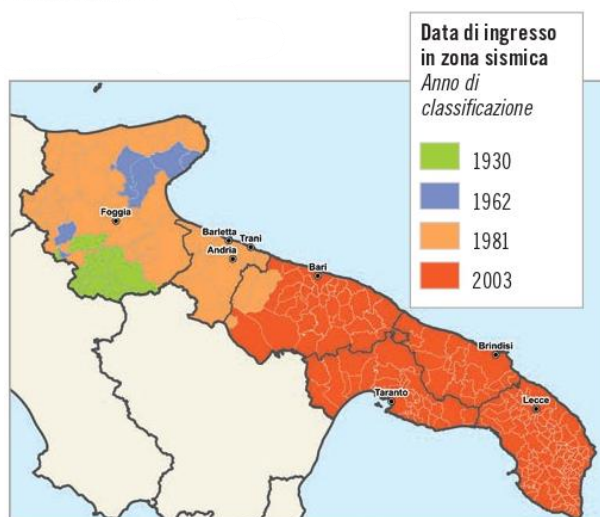 Data di ingresso
in zona sismica
Anno di
classificazione
1930
1962
1981
2003
Foggia
Barletta
Trani
Andria
Bari
Brindisi
Taranto
Lecce